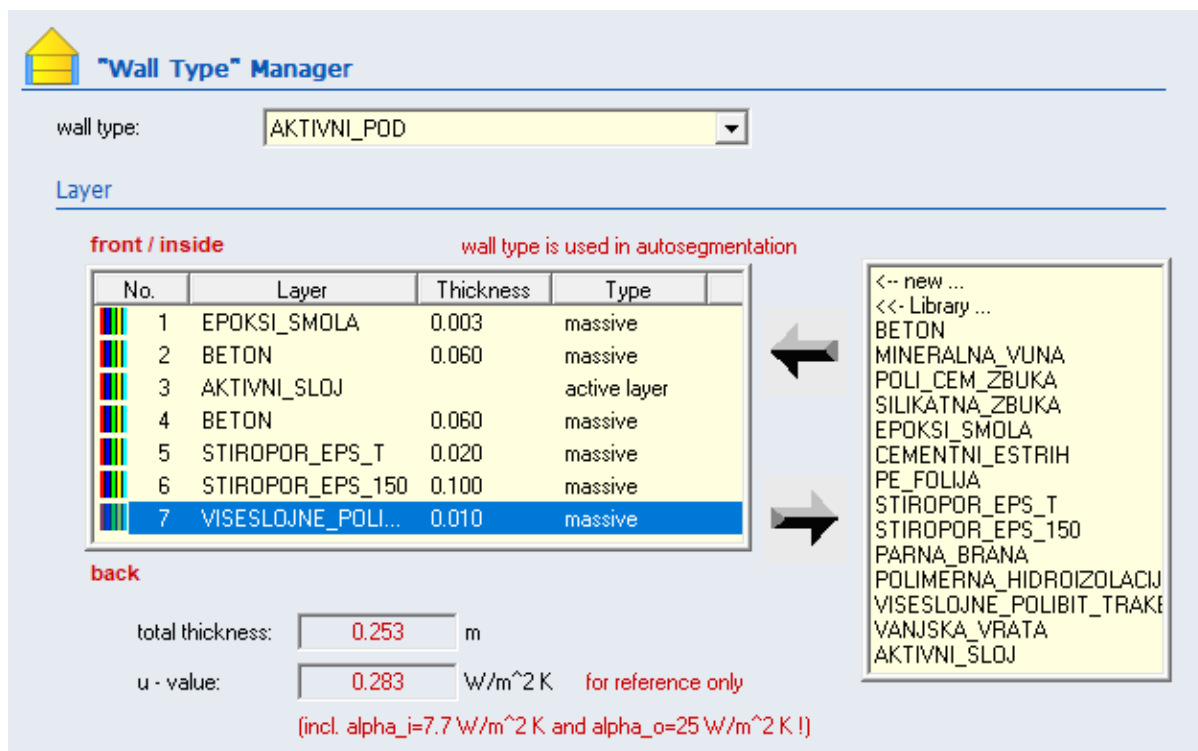 "Wall Type" Manager
wall type: AKTIVNI_POD
Layer
front / inside wall type is used in autosegmentation
No. Layer Thickness Type
1 EPOKSI_SMOLA 0.003 massive
2 BETON 0.060 massive
3 AKTIVNI_SLOJ active layer
4 BETON 0.060 massive
5 STIROPOR_EPS_T 0.020 massive
6 STIROPOR_EPS_150 0.100 massive
7 VISESLOJNE_POLI... 0.010 massive
<-- new ...
<<- Library ...
BETON
MINERALNA_VUNA
POLI_CEM_ZBUKA
SILIKATNA_ZBUKA
EPOKSI_SMOLA
CEMENTNI_ESTRIH
PE_FOLIJA
STIROPOR_EPS_T
STIROPOR_EPS_150
PARNA_BRANA
POLIMERNA_HIDROIZOLACIJ
VISESLOJNE_POLIBIT_TRAKE
VANJSKA_VRATA
AKTIVNI_SLOJ
back
total thickness: 0.253 m
u - value: 0.283 W/m^2 K for reference only
(incl. alpha_i=7.7 W/m^2 K and alpha_o=25 W/m^2 K !)